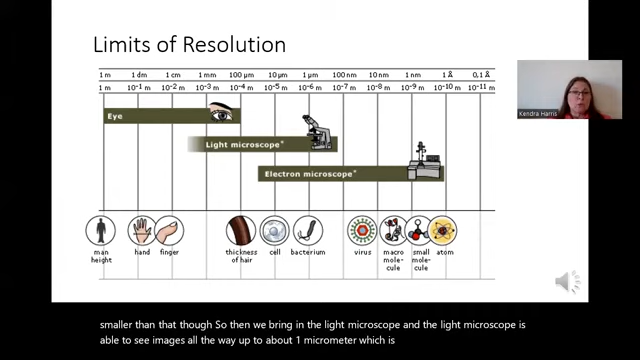 Limits of Resolution
1 m 1 dm 1 cm 1 mm 100 µm 10 µm 1 µm 100 nm 10 nm 1 nm 1 Å 0,1 Å
1 m 10⁻¹ m 10⁻² m 10⁻³ m 10⁻⁴ m 10⁻⁵ m 10⁻⁶ m 10⁻⁷ m 10⁻⁸ m 10⁻⁹ m 10⁻¹⁰ m 10⁻¹¹ m
Eye
Light microscope*
Electron microscope*
man height
hand
finger
thickness of hair
cell
bacterium
virus
macro mole- cule
small mole- cule
atom
Kendra Harris
smaller than that though So then we bring in the light microscope and the light microscope is
able to see images all the way up to about 1 micrometer which is